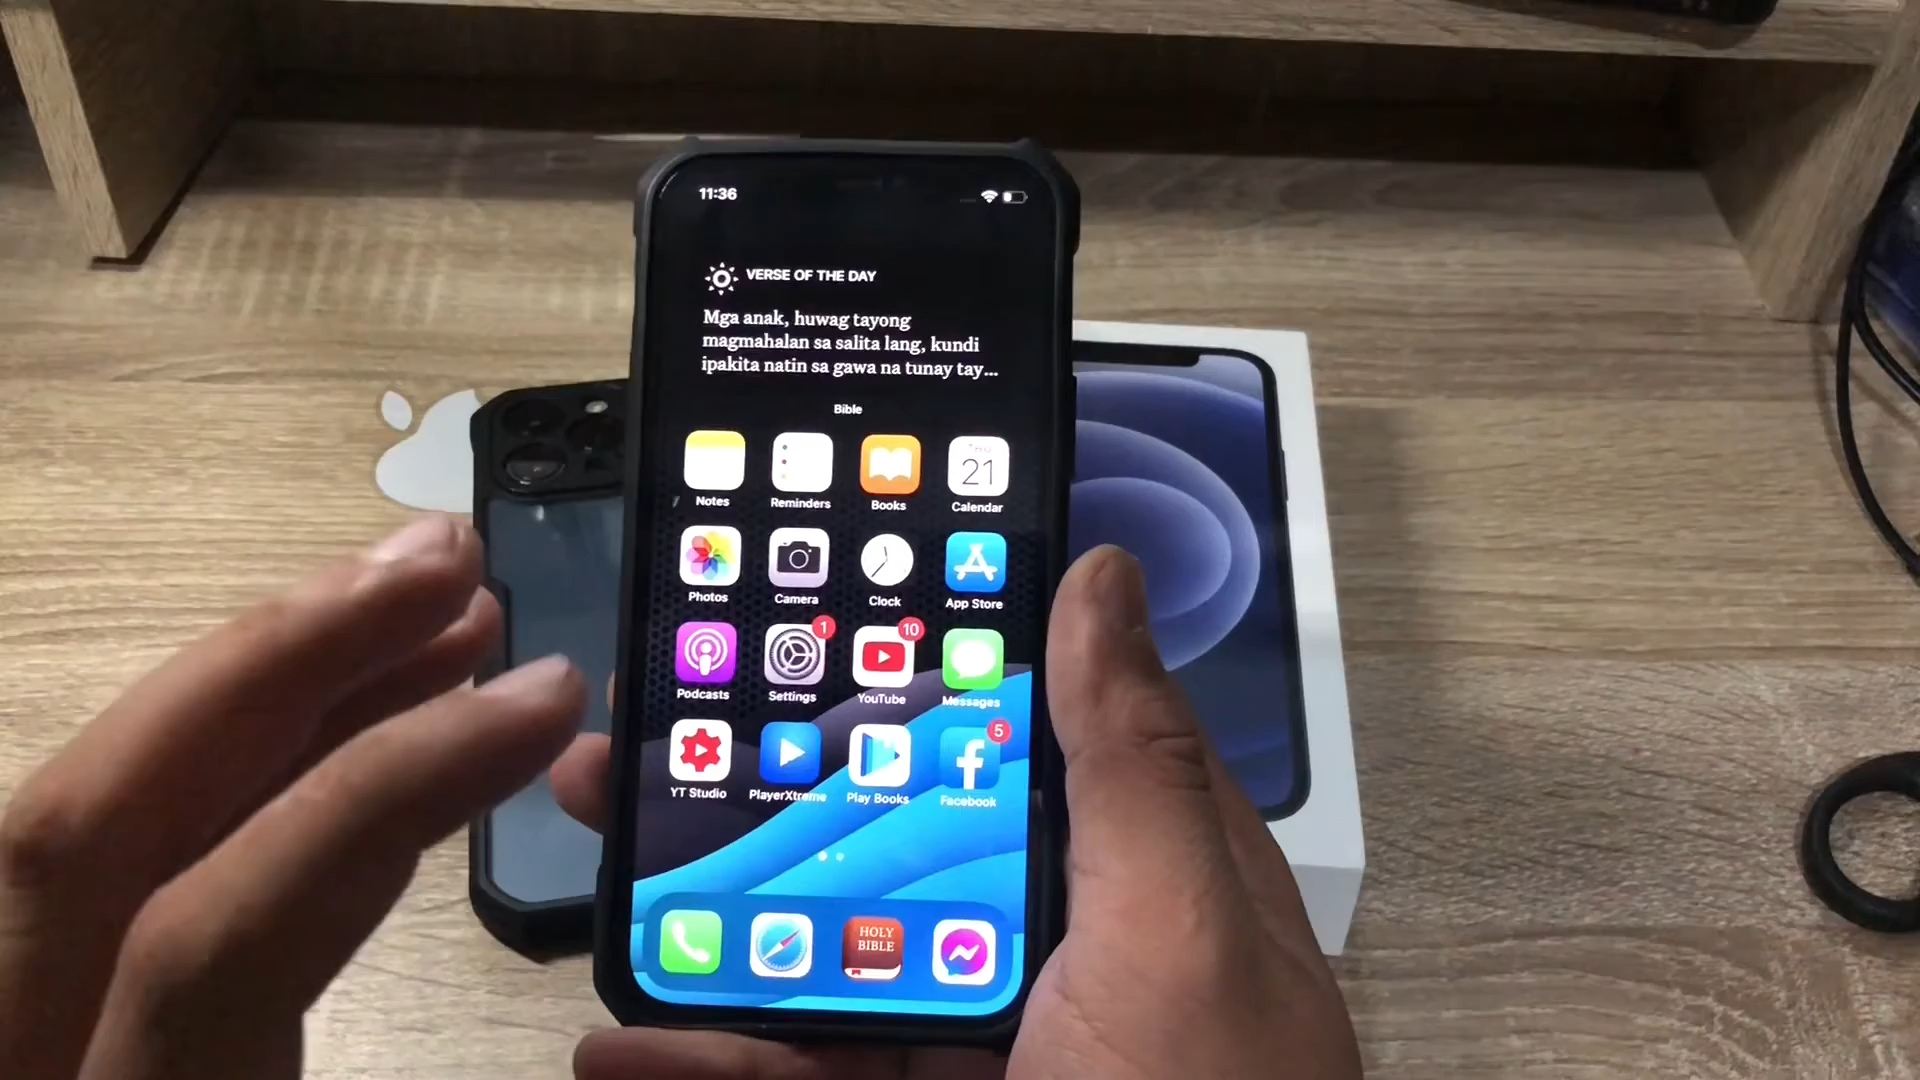 11:36
VERSE OF THE DAY
Mga anak, huwag tayong
magmahalan sa salita lang, kundi
ipakita natin sa gawa na tunay tay...
Bible
THU
21
Notes
Reminders
Books
Calendar
Photos
Camera
Clock
App Store
1
10
Podcasts
Settings
YouTube
Messages
5
YT Studio
PlayerXtreme
Play Books
Facebook
HOLY
BIBLE